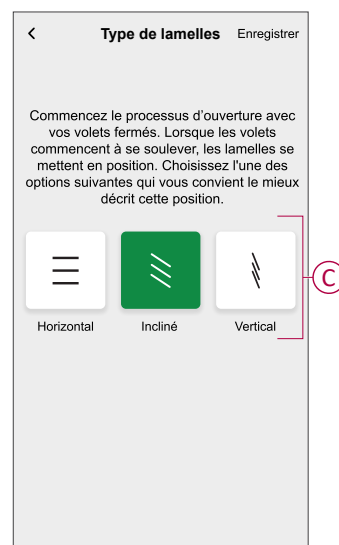 Type de lamelles Enregistrer
Commencez le processus d'ouverture avec
vos volets fermés. Lorsque les volets
commencent à se soulever, les lamelles se
mettent en position. Choisissez l'une des
options suivantes qui vous convient le mieux
décrit cette position.
C
Horizontal Incliné Vertical